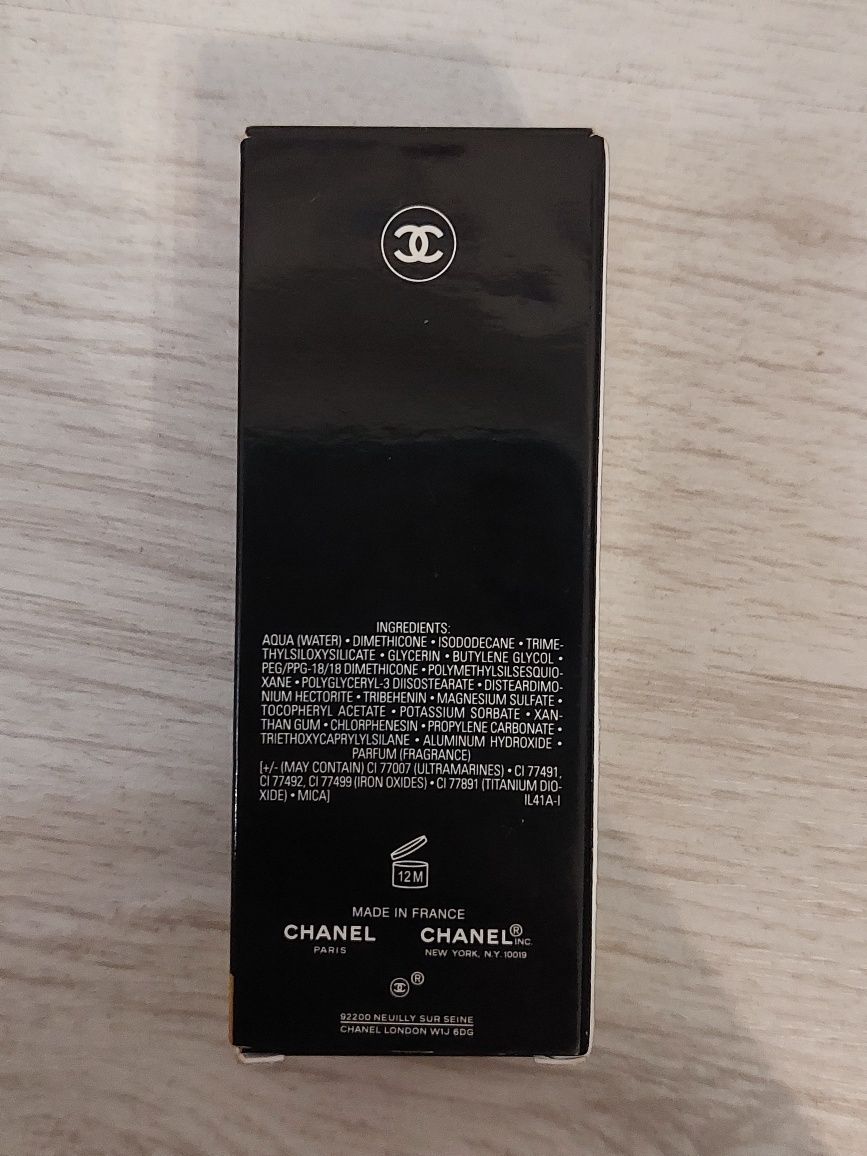 INGREDIENTS:
AQUA (WATER) • DIMETHICONE • ISODODECANE • TRIME-
THYLSILOXYSILICATE • GLYCERIN • BUTYLENE GLYCOL •
PEG/PPG-18/18 DIMETHICONE • POLYMETHYLSILSESQUIO-
XANE • POLYGLYCERYL-3 DIISOSTEARATE • DISTEARDIMO-
NIUM HECTORITE • TRIBEHENIN • MAGNESIUM SULFATE •
TOCOPHERYL ACETATE • POTASSIUM SORBATE • XAN-
THAN GUM • CHLORPHENESIN • PROPYLENE CARBONATE •
TRIETHOXYCAPRYLYLSILANE • ALUMINUM HYDROXIDE •
PARFUM (FRAGRANCE)
[+/- (MAY CONTAIN) CI 77007 (ULTRAMARINES) • CI 77491,
CI 77492, CI 77499 (IRON OXIDES) • CI 77891 (TITANIUM DIO-
XIDE) • MICA] IL41A-I
12 M
MADE IN FRANCE
CHANEL CHANEL® INC.
PARIS NEW YORK, N.Y. 10019
®
92200 NEUILLY SUR SEINE
CHANEL LONDON W1J 6DG